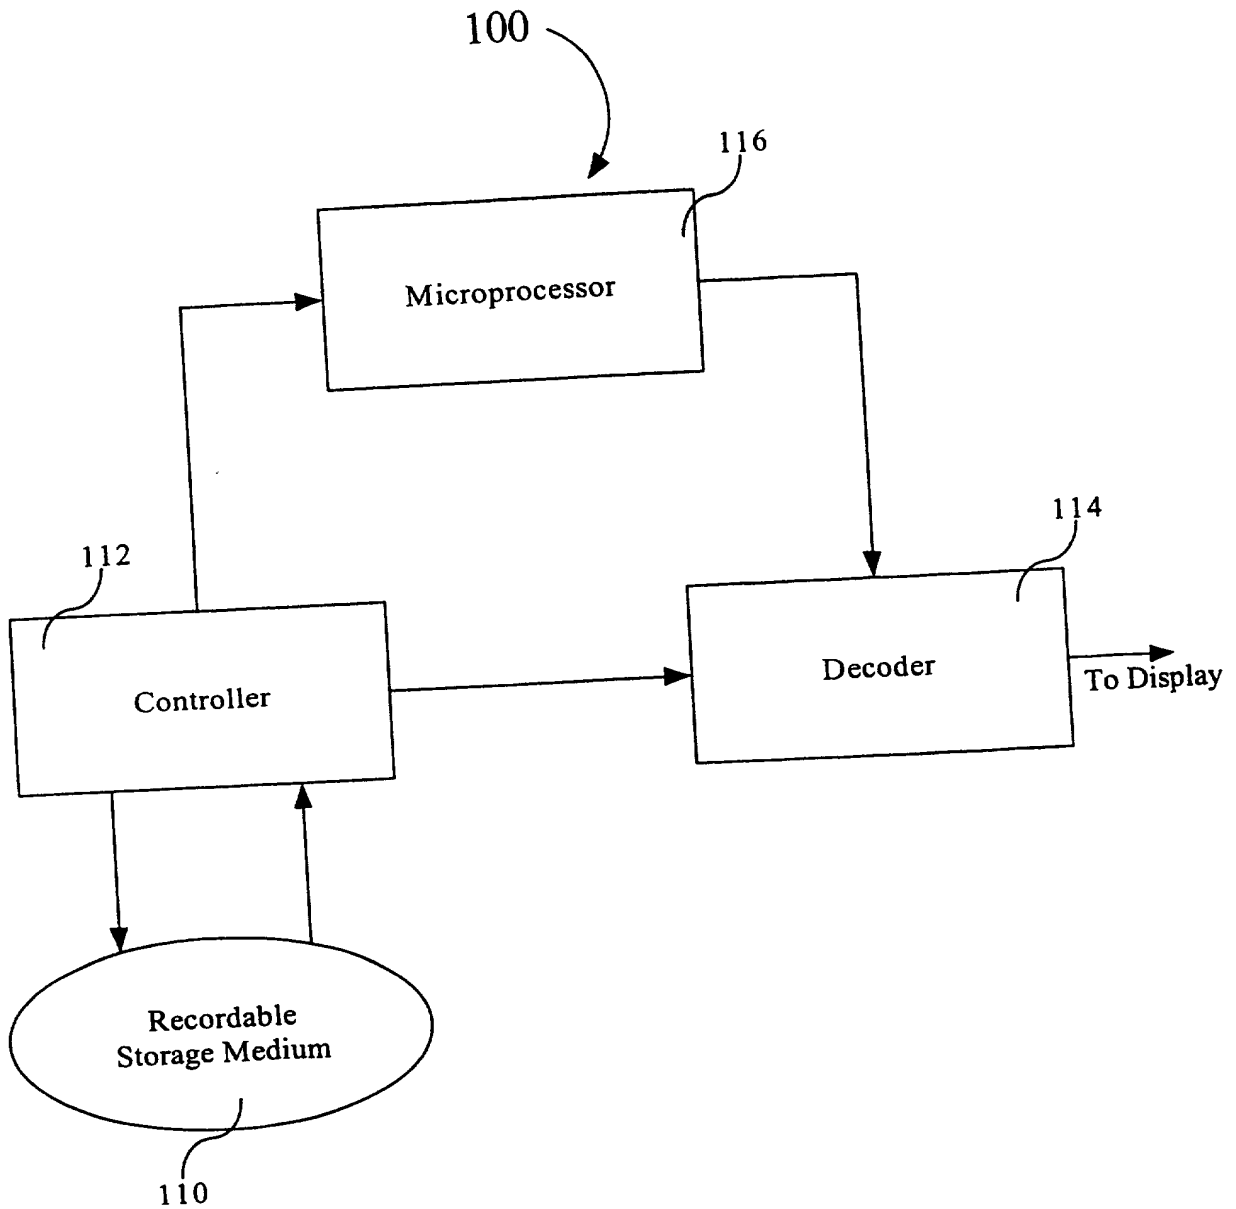 100
116
Microprocessor
114
112
Decoder
To Display
Controller
Recordable
Storage Medium
110